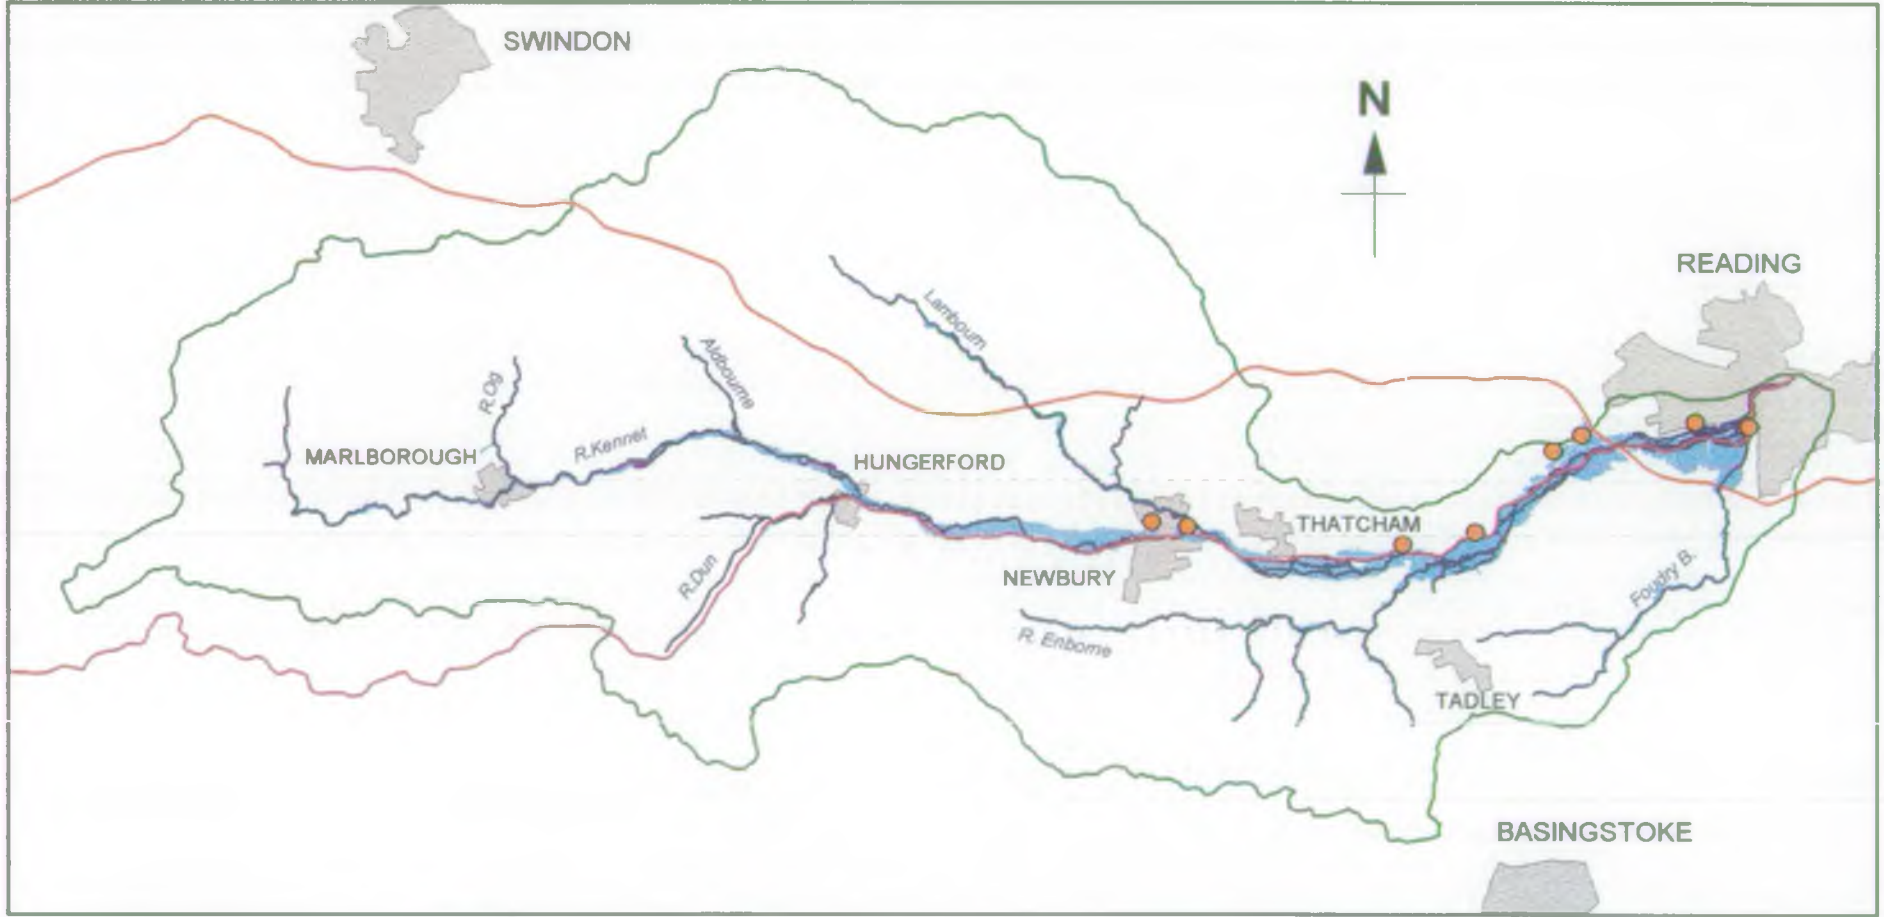 SWINDON
N
READING
Lambourn
Aldbourne
R.Og
R.Kennet
MARLBOROUGH
HUNGERFORD
THATCHAM
NEWBURY
R.Dun
Foudry B.
R. Enborne
TADLEY
BASINGSTOKE